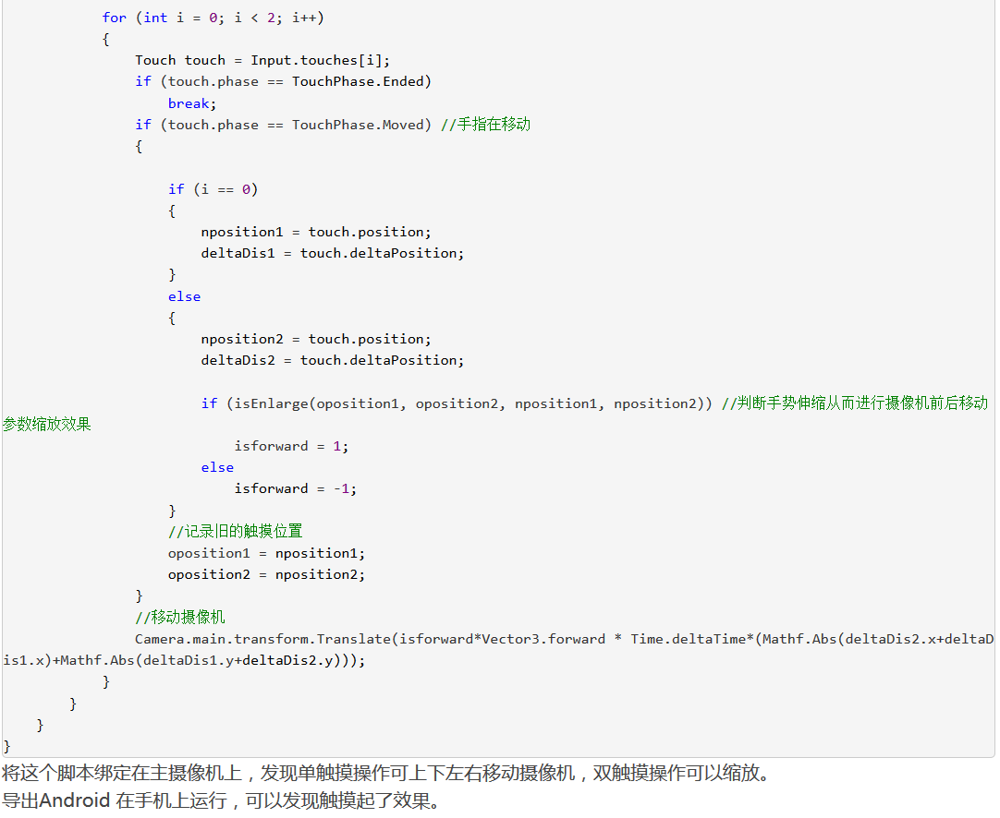 for (int i = 0; i < 2; i++)
{
Touch touch = Input.touches[i];
if (touch.phase == TouchPhase.Ended)
break;
if (touch.phase == TouchPhase.Moved) //手指在移动
{
if (i == 0)
{
nposition1 = touch.position;
deltaDis1 = touch.deltaPosition;
}
else
{
nposition2 = touch.position;
deltaDis2 = touch.deltaPosition;
if (isEnlarge(oposition1, oposition2, nposition1, nposition2)) //判断手势伸缩从而进行摄像机前后移动
参数缩放效果
isforward = 1;
else
isforward = -1;
}
//记录旧的触摸位置
oposition1 = nposition1;
oposition2 = nposition2;
}
//移动摄像机
Camera.main.transform.Translate(isforward*Vector3.forward * Time.deltaTime*(Mathf.Abs(deltaDis2.x+deltaD
is1.x)+Mathf.Abs(deltaDis1.y+deltaDis2.y)));
}
}
}
}
将这个脚本绑定在主摄像机上，发现单触摸操作可上下左右移动摄像机，双触摸操作可以缩放。
导出Android 在手机上运行，可以发现触摸起了效果。